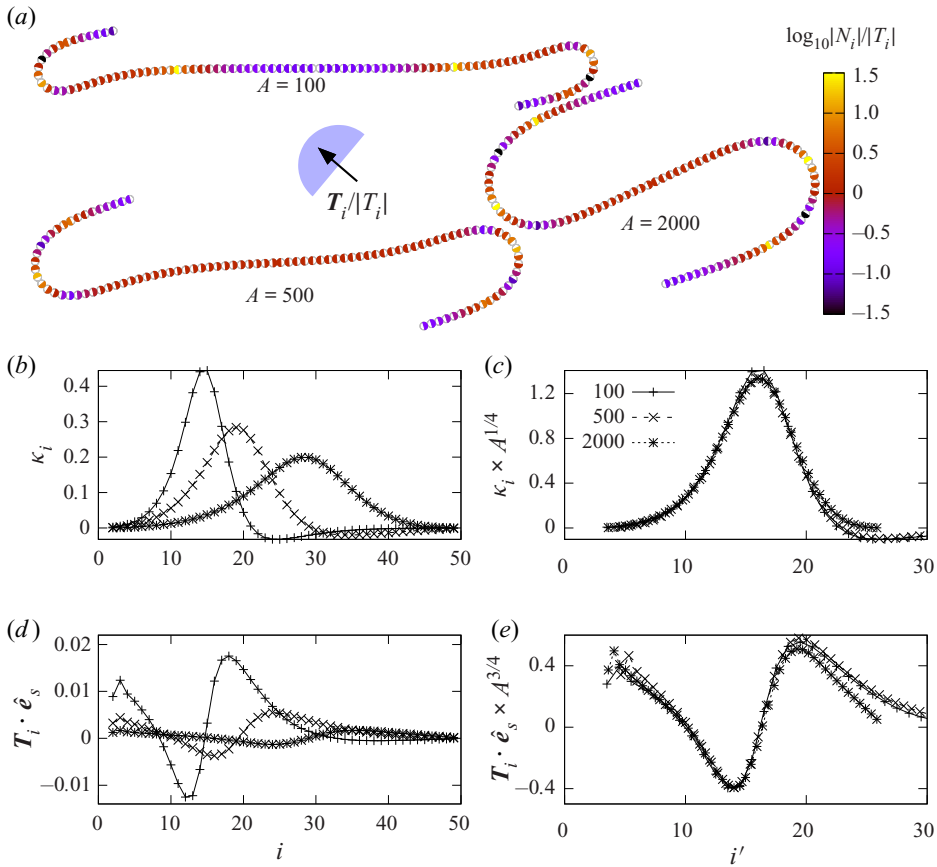 (a)
log₁₀|Nᵢ|/|Tᵢ|
A = 100
1.5
1.0
0.5
0
−0.5
−1.0
−1.5
Tᵢ/|Tᵢ|
A = 2000
A = 500
(b)
κᵢ
0.4
0.3
0.2
0.1
0
0 10 20 30 40 50
(c)
κᵢ × A^{1/4}
1.2
0.8
0.4
0
100
500
2000
0 10 20 30
(d)
Tᵢ · êₛ
0.02
0.01
0
−0.01
0 10 20 30 40 50
i
(e)
Tᵢ · êₛ × A^{3/4}
0.4
0
−0.4
0 10 20 30
i′